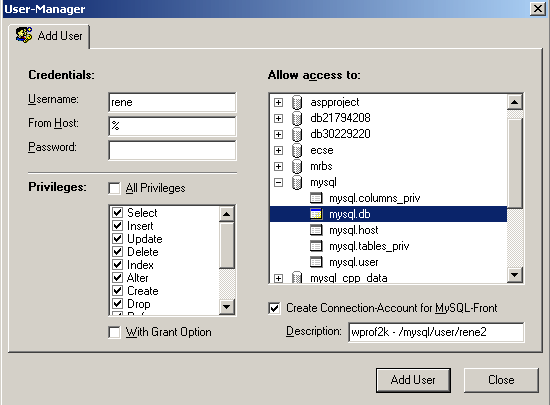 User-Manager
Add User
Credentials:
Username: rene
From Host: %
Password:
Privileges: All Privileges
Select
Insert
Update
Delete
Index
Alter
Create
Drop
With Grant Option
Allow access to:
aspproject
db21794208
db30229220
ecse
mrbs
mysql
mysql.columns_priv
mysql.db
mysql.host
mysql.tables_priv
mysql.user
mysql_cpp_data
Create Connection-Account for MySQL-Front
Description: wprof2k - /mysql/user/rene2
Add User
Close